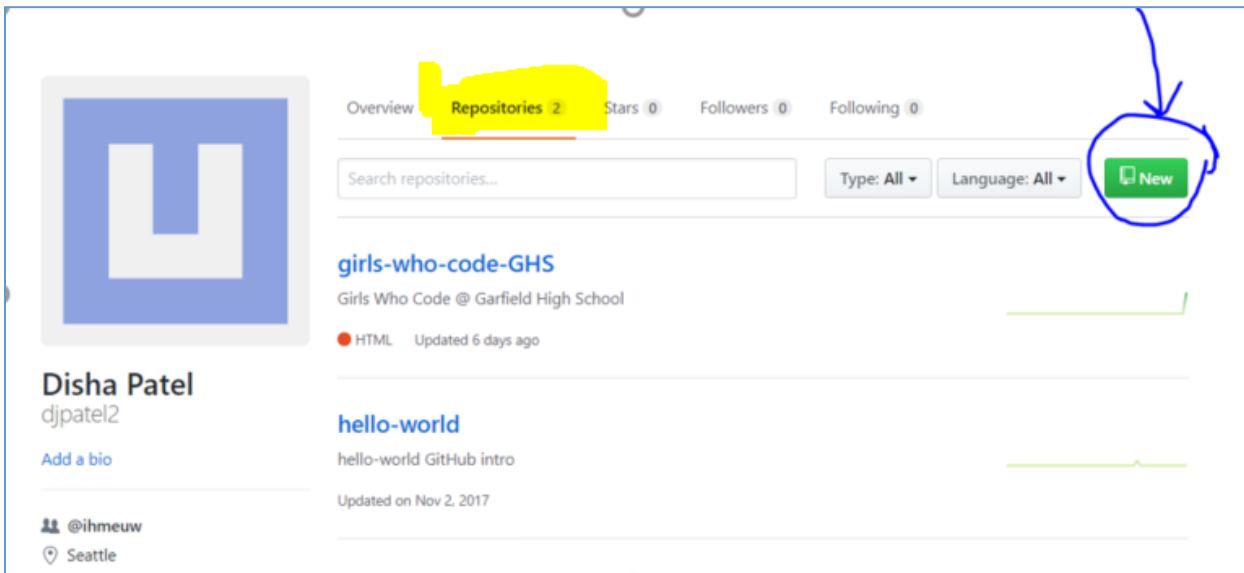 Overview Repositories 2 Stars 0 Followers 0 Following 0
Search repositories... Type: All Language: All New
girls-who-code-GHS
Girls Who Code @ Garfield High School
HTML Updated 6 days ago
Disha Patel
djpatel2
Add a bio
@ihmeuw
Seattle
hello-world
hello-world GitHub intro
Updated on Nov 2, 2017